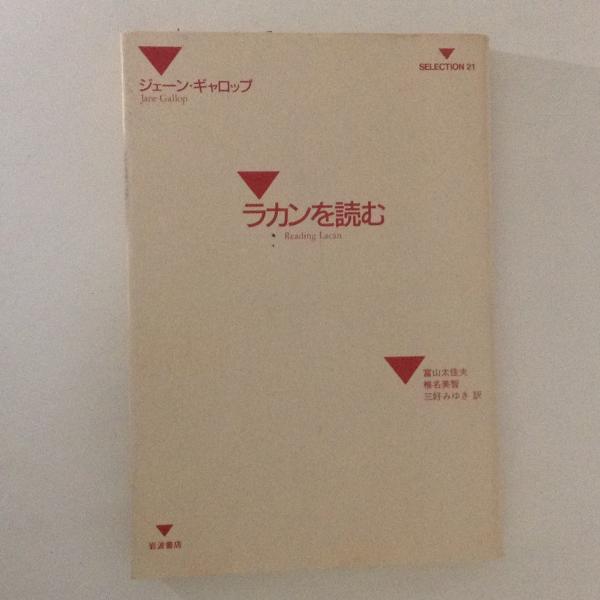 ジェーン・ギャロップ
Jane Gallop
SELECTION 21
ラカンを読む
Reading Lacan
富山太佳夫
椎名美智
三好みゆき 訳
岩波書店